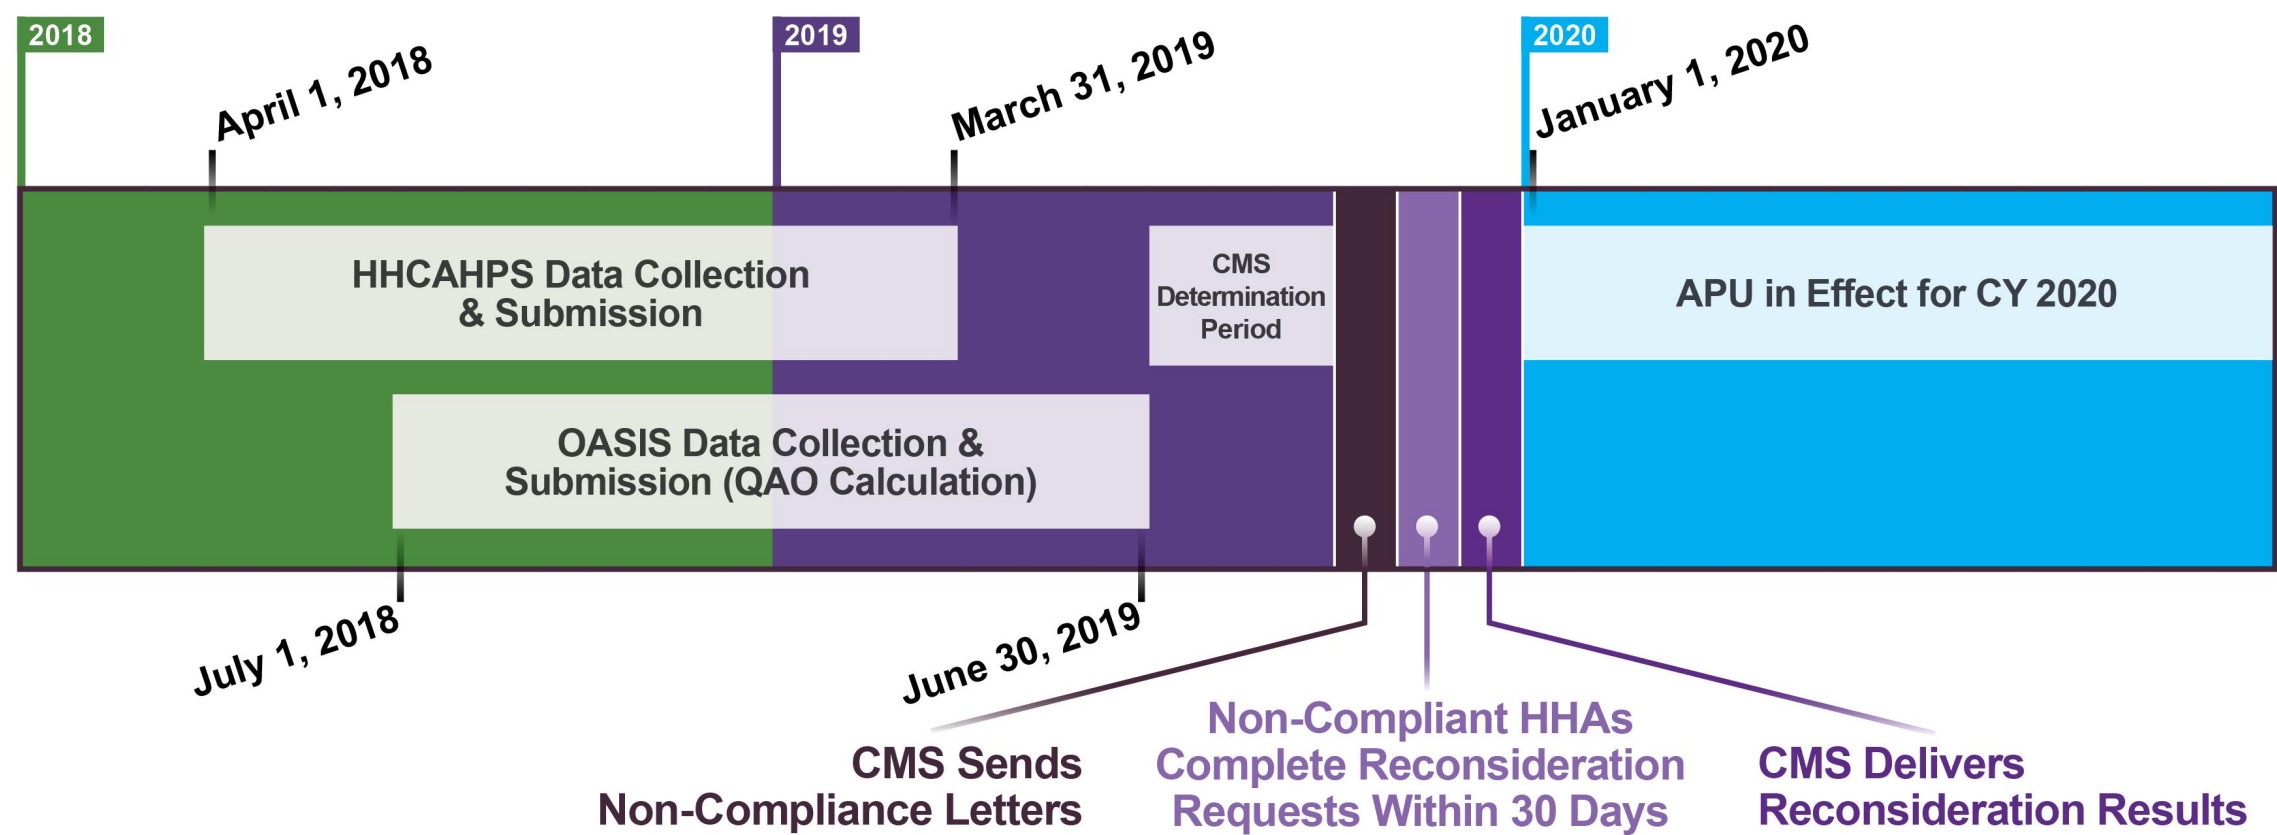 2018
2019
2020
April 1, 2018
March 31, 2019
January 1, 2020
HHCAHPS Data Collection
& Submission
CMS
Determination
Period
APU in Effect for CY 2020
OASIS Data Collection &
Submission (QAO Calculation)
July 1, 2018
June 30, 2019
CMS Sends
Non-Compliance Letters
Non-Compliant HHAs
Complete Reconsideration
Requests Within 30 Days
CMS Delivers
Reconsideration Results